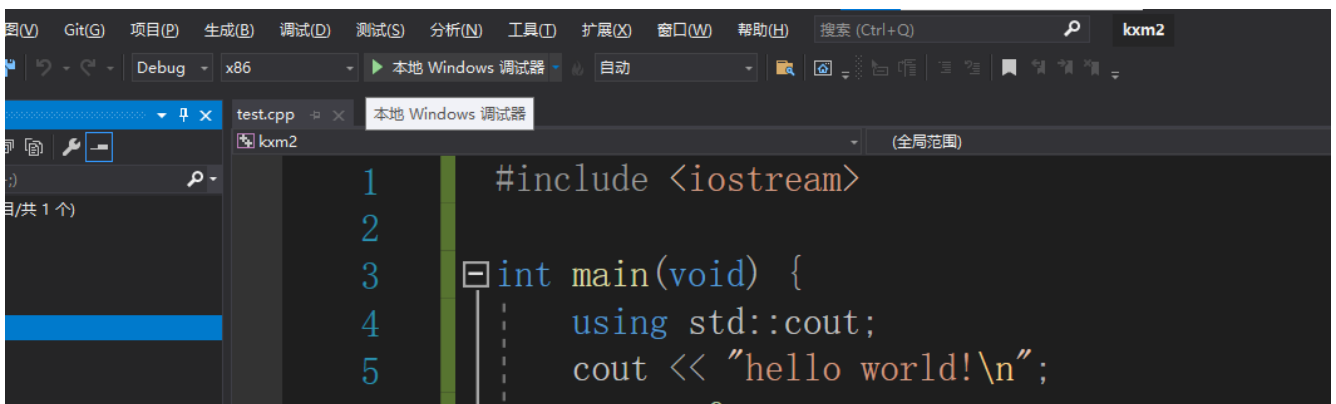 图(V) Git(G) 项目(P) 生成(B) 调试(D) 测试(S) 分析(N) 工具(T) 扩展(X) 窗口(W) 帮助(H) 搜索 (Ctrl+Q) kxm2
Debug x86 本地 Windows 调试器 自动
test.cpp 本地 Windows 调试器
kxm2 (全局范围)
1 #include <iostream>
;)
目/共 1 个)
2
3 int main(void) {
4 using std::cout;
5 cout << "hello world!\n";